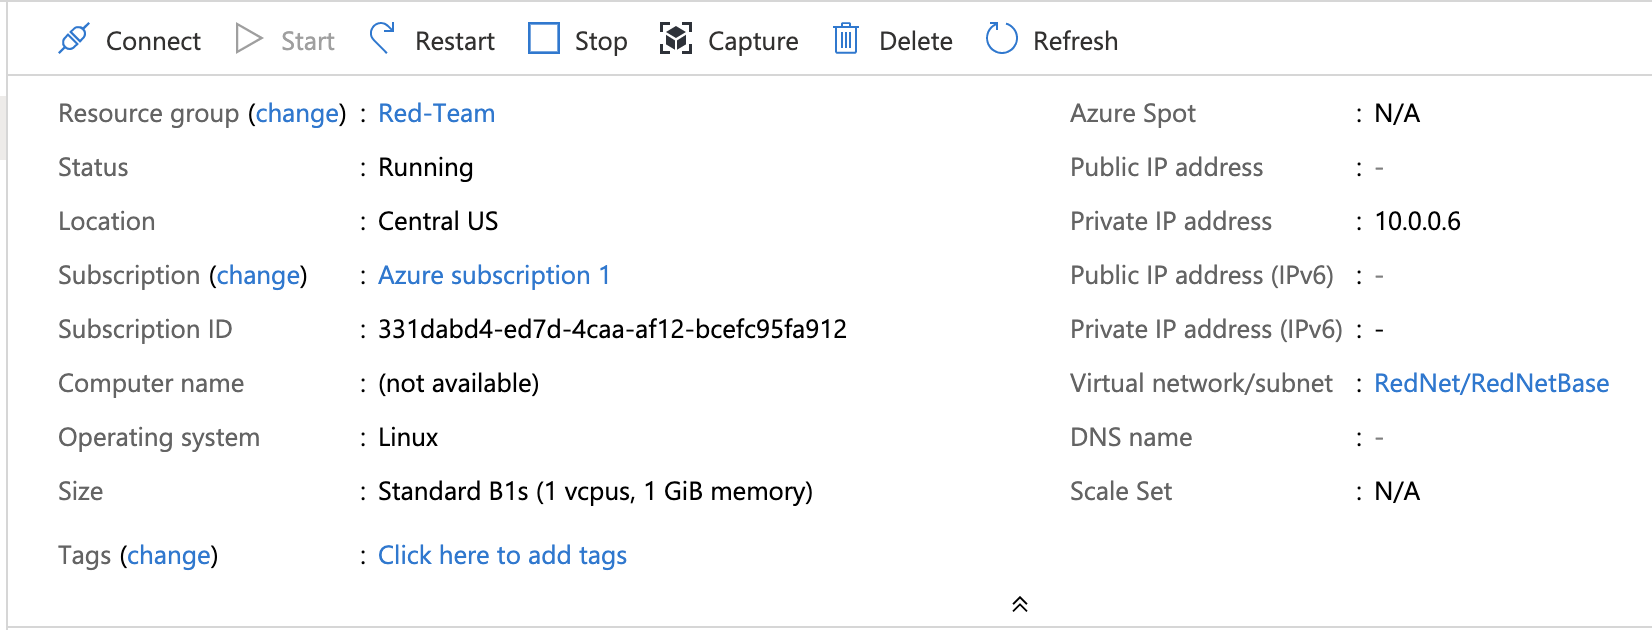 Connect Start Restart Stop Capture Delete Refresh
Resource group (change) : Red-Team
Status : Running
Location : Central US
Subscription (change) : Azure subscription 1
Subscription ID : 331dabd4-ed7d-4caa-af12-bcefc95fa912
Computer name : (not available)
Operating system : Linux
Size : Standard B1s (1 vcpus, 1 GiB memory)
Tags (change) : Click here to add tags
Azure Spot : N/A
Public IP address : -
Private IP address : 10.0.0.6
Public IP address (IPv6) : -
Private IP address (IPv6) : -
Virtual network/subnet : RedNet/RedNetBase
DNS name : -
Scale Set : N/A